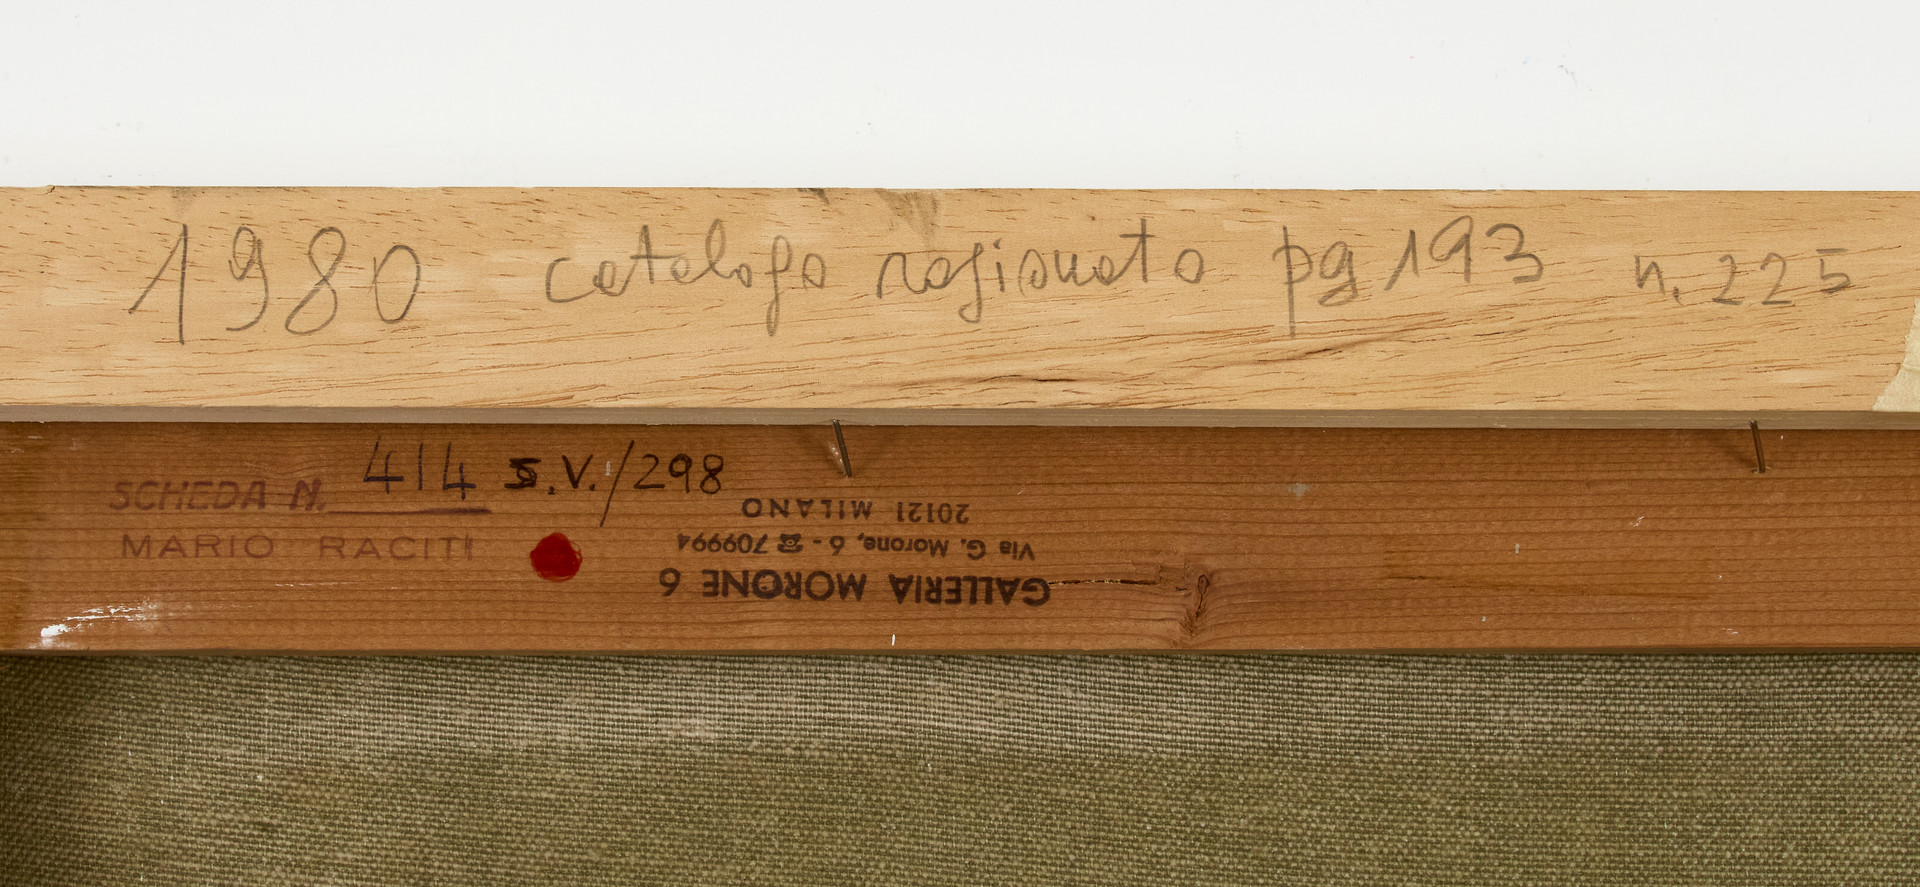 1980 catalogo ragionato pg 193 n. 225
SCHEDA N. 414 S.V./298
MARIO RACITI
GALLERIA MORONE 6
Via G. Morone, 6 - ☎ 709994
20121 MILANO